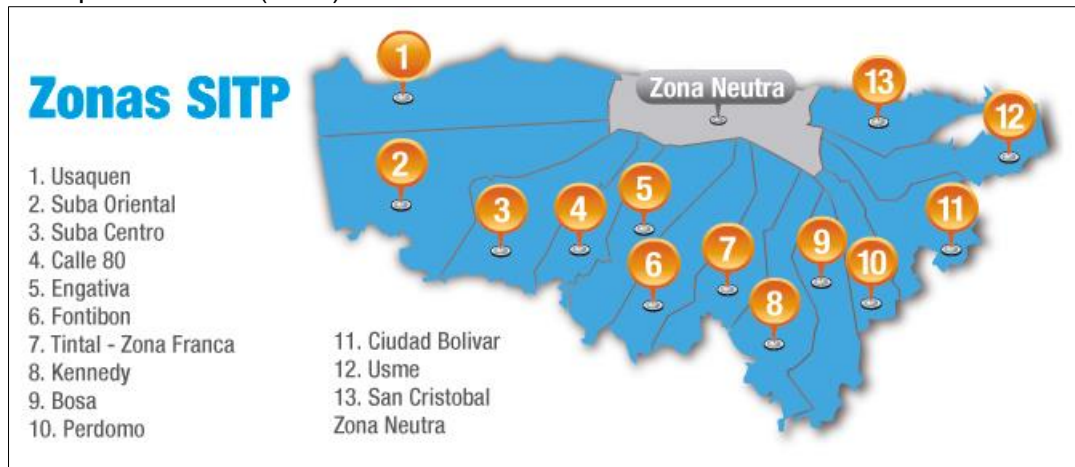 Zonas SITP
1. Usaquen
2. Suba Oriental
3. Suba Centro
4. Calle 80
5. Engativa
6. Fontibon
7. Tintal - Zona Franca
8. Kennedy
9. Bosa
10. Perdomo
11. Ciudad Bolivar
12. Usme
13. San Cristobal
Zona Neutra
1
Zona Neutra
13
12
2
3
4
5
11
6
7
9
10
8